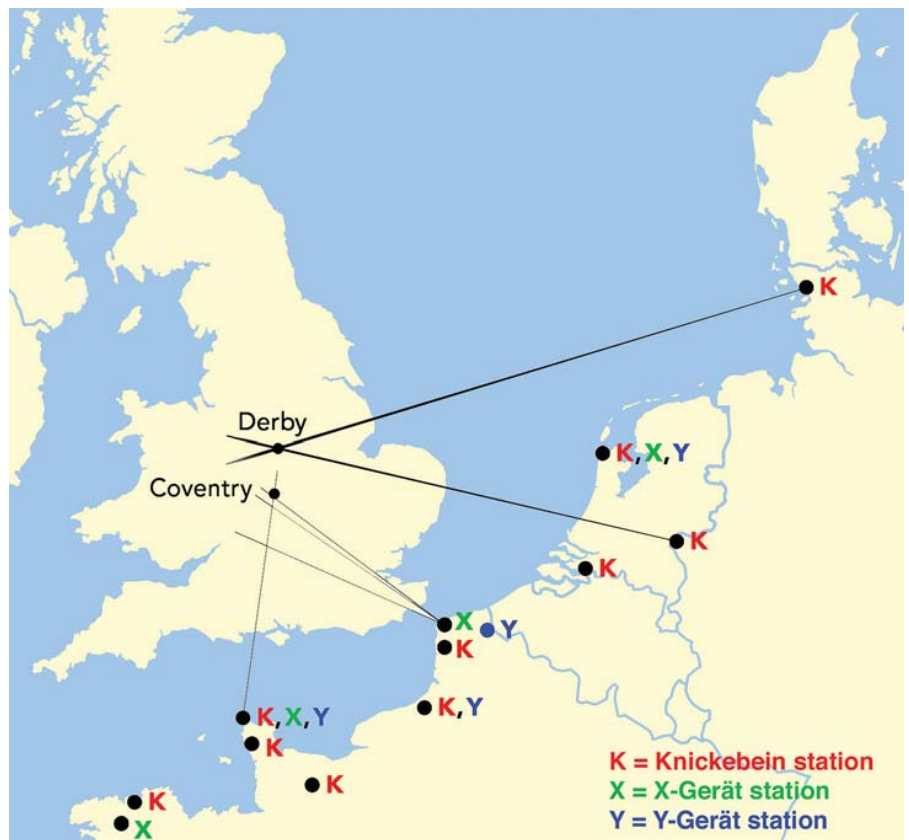 K
Derby
K, X, Y
Coventry
K
K
X
Y
K
K, Y
K, X, Y
K
K
K
X
K = Knickebein station
X = X-Gerät station
Y = Y-Gerät station